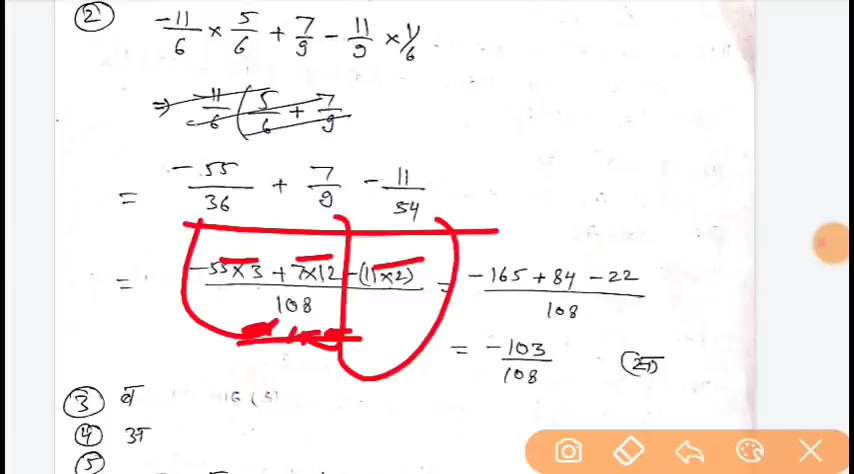 ② -11/6 × 5/6 + 7/9 - 11/9 × 1/6
⇒ -11/6 ( 5/6 + 7/9
= -55/36 + 7/9 - 11/54
= -55×3 + 7×12 - (11×2) / 108 = -165 + 84 - 22 / 108
= -103/108
③ ब
④ अ
⑤